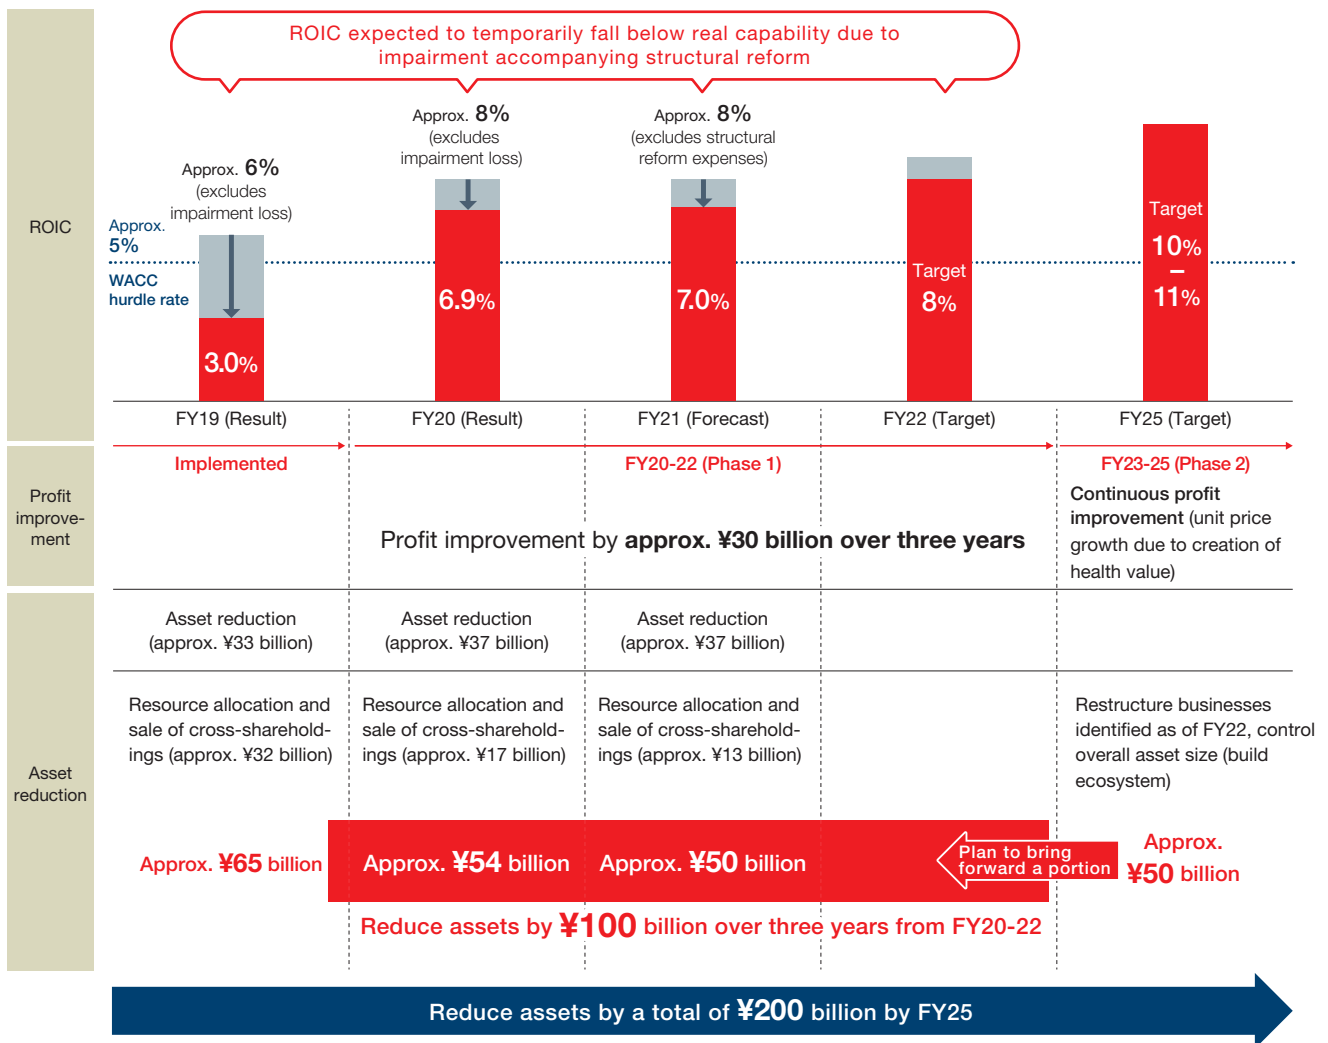 ROIC expected to temporarily fall below real capability due to
impairment accompanying structural reform
ROIC
Approx. 6%
(excludes
impairment loss)
Approx. 8%
(excludes
impairment loss)
Approx. 8%
(excludes structural
reform expenses)
Approx.
5%
WACC
hurdle rate
3.0%
6.9%
7.0%
Target
8%
Target
10%
–
11%
FY19 (Result)
FY20 (Result)
FY21 (Forecast)
FY22 (Target)
FY25 (Target)
Profit
improve-
ment
Implemented
FY20-22 (Phase 1)
FY23-25 (Phase 2)
Profit improvement by approx. ¥30 billion over three years
Continuous profit
improvement (unit price
growth due to creation of
health value)
Asset
reduction
Asset reduction
(approx. ¥33 billion)
Asset reduction
(approx. ¥37 billion)
Asset reduction
(approx. ¥37 billion)
Resource allocation and
sale of cross-sharehold-
ings (approx. ¥32 billion)
Resource allocation and
sale of cross-sharehold-
ings (approx. ¥17 billion)
Resource allocation and
sale of cross-sharehold-
ings (approx. ¥13 billion)
Restructure businesses
identified as of FY22, control
overall asset size (build
ecosystem)
Approx. ¥65 billion
Approx. ¥54 billion
Approx. ¥50 billion
Plan to bring
forward a portion
Approx.
¥50 billion
Reduce assets by ¥100 billion over three years from FY20-22
Reduce assets by a total of ¥200 billion by FY25